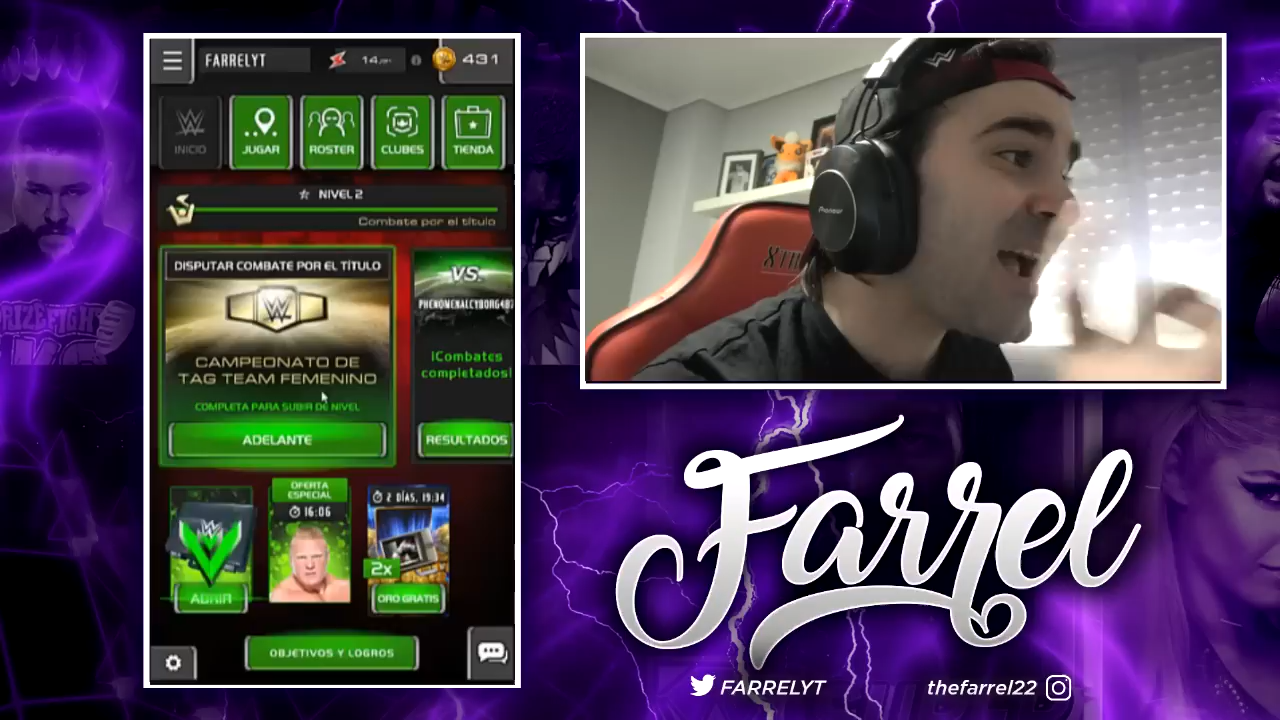 FARRELYT
431
INICIO
JUGAR
ROSTER
CLUBES
TIENDA
NIVEL 2
Combate por el título
DISPUTAR COMBATE POR EL TÍTULO
CAMPEONATO DE
TAG TEAM FEMENINO
COMPLETA PARA SUBIR DE NIVEL
ADELANTE
VS.
¡Combates
completados!
RESULTADOS
ABRIR
OFERTA
ESPECIAL
16:06
2 DÍAS, 19:34
2x
ORO GRATIS
OBJETIVOS Y LOGROS
Pioneer
Farrel
FARRELYT
thefarrel22